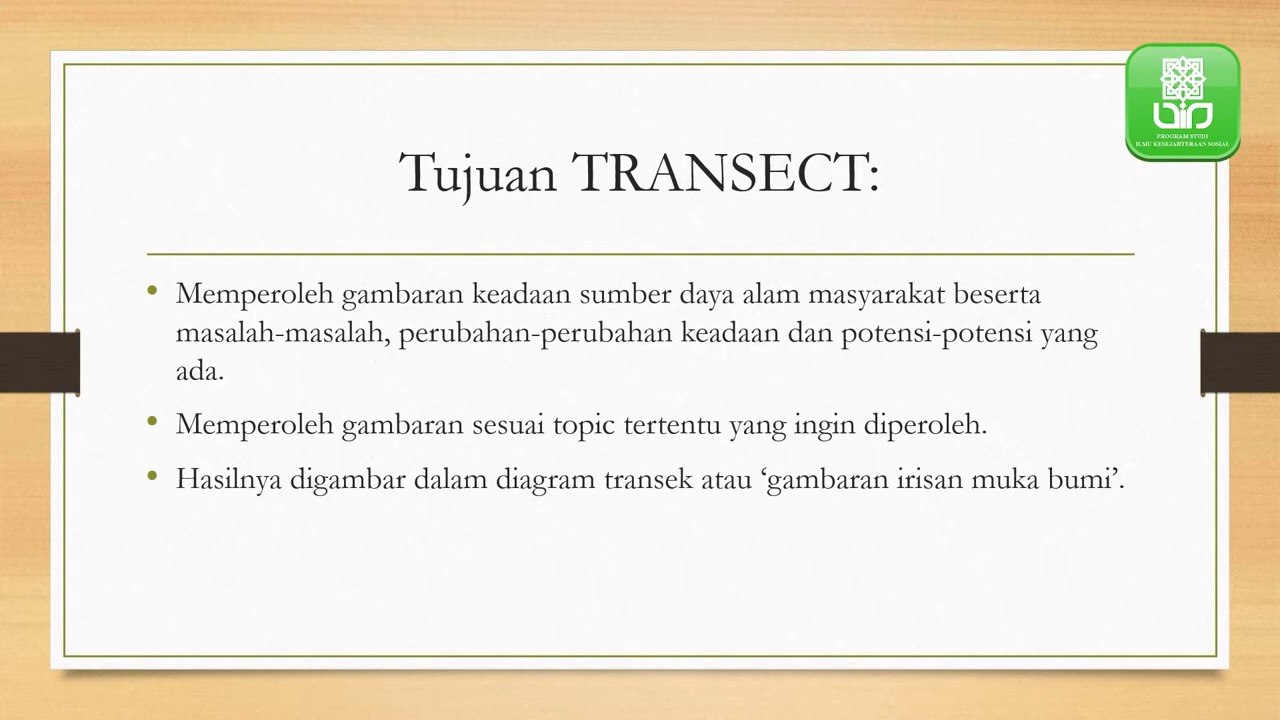 uin
PROGRAM STUDI
ILMU KESEJAHTERAAN SOSIAL
Tujuan TRANSECT:
• Memperoleh gambaran keadaan sumber daya alam masyarakat beserta
masalah-masalah, perubahan-perubahan keadaan dan potensi-potensi yang
ada.
• Memperoleh gambaran sesuai topic tertentu yang ingin diperoleh.
• Hasilnya digambar dalam diagram transek atau ‘gambaran irisan muka bumi’.